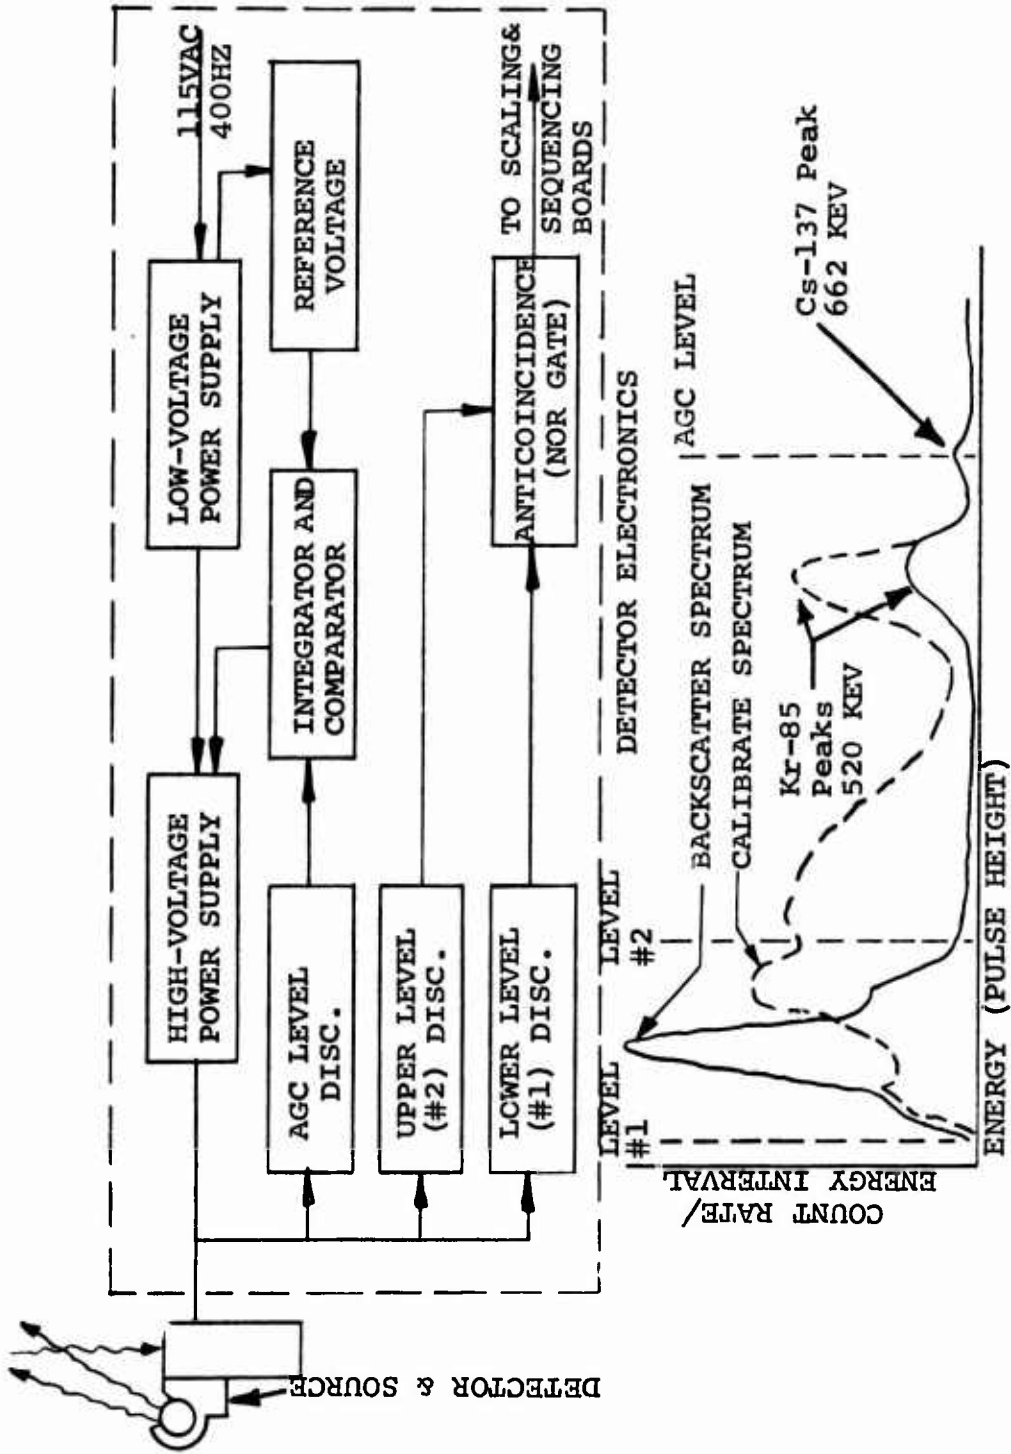 115VAC
400HZ
LOW-VOLTAGE
POWER SUPPLY
HIGH-VOLTAGE
POWER SUPPLY
REFERENCE
VOLTAGE
INTEGRATOR AND
COMPARATOR
AGC LEVEL
DISC.
UPPER LEVEL
(#2) DISC.
LCWER LEVEL
(#1) DISC.
ANTICOINCIDENCE
(NOR GATE)
TO SCALING&
SEQUENCING
BOARDS
DETECTOR & SOURCE
DETECTOR ELECTRONICS
LEVEL
#1
LEVEL
#2
BACKSCATTER SPECTRUM
CALIBRATE SPECTRUM
AGC LEVEL
Kr-85
Peaks
520 KEV
Cs-137 Peak
662 KEV
COUNT RATE/
ENERGY INTERVAL
ENERGY (PULSE HEIGHT)